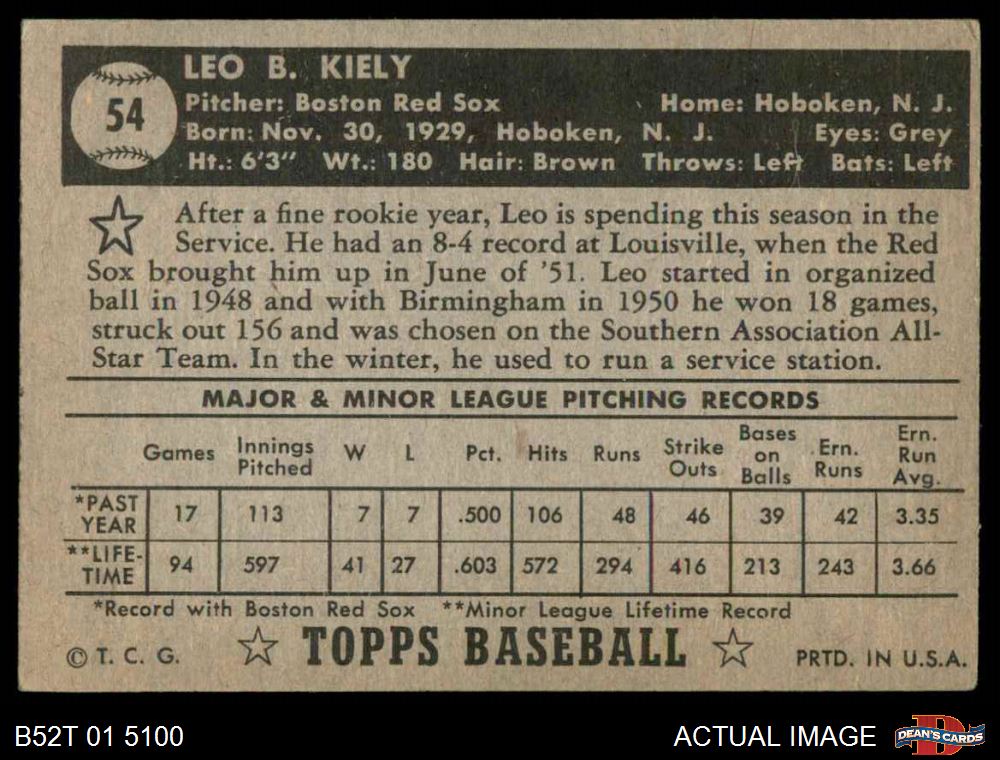 LEO B. KIELY
54
Pitcher: Boston Red Sox Home: Hoboken, N. J.
Born: Nov. 30, 1929, Hoboken, N. J. Eyes: Grey
Ht.: 6'3" Wt.: 180 Hair: Brown Throws: Left Bats: Left
After a fine rookie year, Leo is spending this season in the
Service. He had an 8-4 record at Louisville, when the Red
Sox brought him up in June of '51. Leo started in organized
ball in 1948 and with Birmingham in 1950 he won 18 games,
struck out 156 and was chosen on the Southern Association All-
Star Team. In the winter, he used to run a service station.
MAJOR & MINOR LEAGUE PITCHING RECORDS
Games Innings Pitched W L Pct. Hits Runs Strike Outs Bases on Balls Ern. Runs Ern. Run Avg.
*PAST YEAR 17 113 7 7 .500 106 48 46 39 42 3.35
**LIFE-TIME 94 597 41 27 .603 572 294 416 213 243 3.66
*Record with Boston Red Sox **Minor League Lifetime Record
© T. C. G. TOPPS BASEBALL PRTD. IN U.S.A.
B52T 01 5100 ACTUAL IMAGE D DEAN'S CARDS